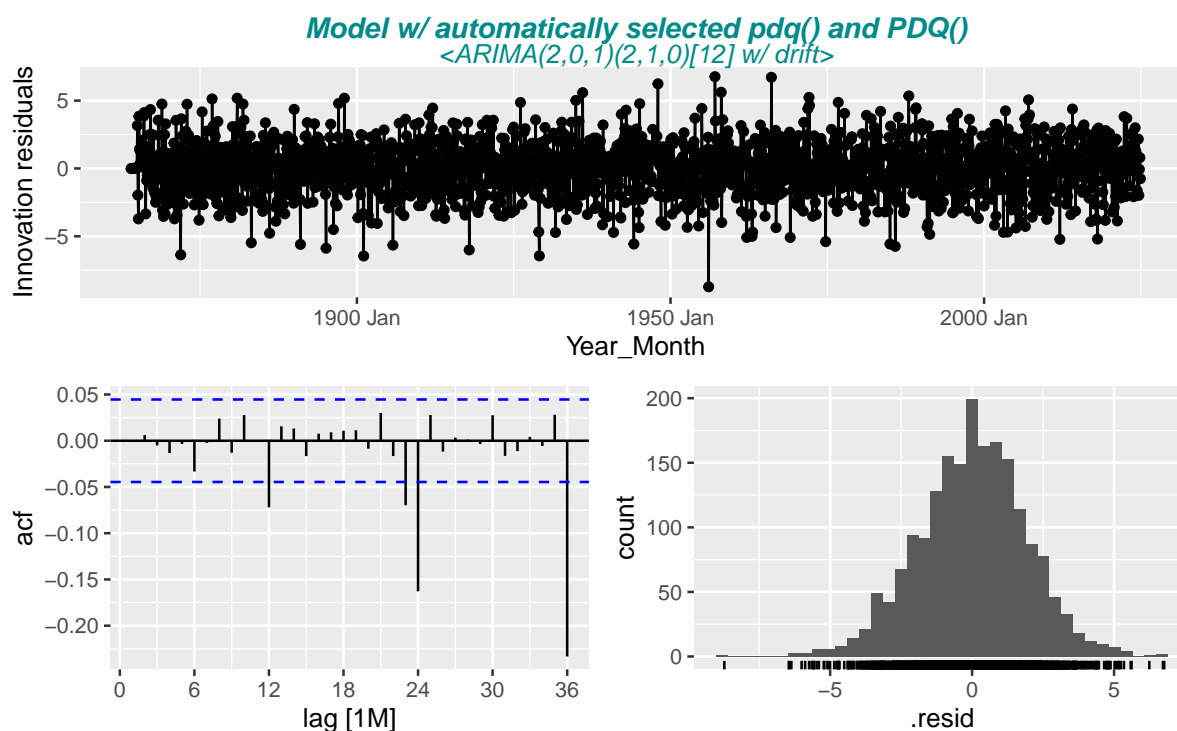 Model w/ automatically selected pdq() and PDQ()
<ARIMA(2,0,1)(2,1,0)[12] w/ drift>
Innovation residuals
5
0
−5
1900 Jan
1950 Jan
2000 Jan
Year_Month
acf
0.05
0.00
−0.05
−0.10
−0.15
−0.20
0
6
12
18
24
30
36
lag [1M]
count
200
150
100
50
0
−5
0
5
.resid